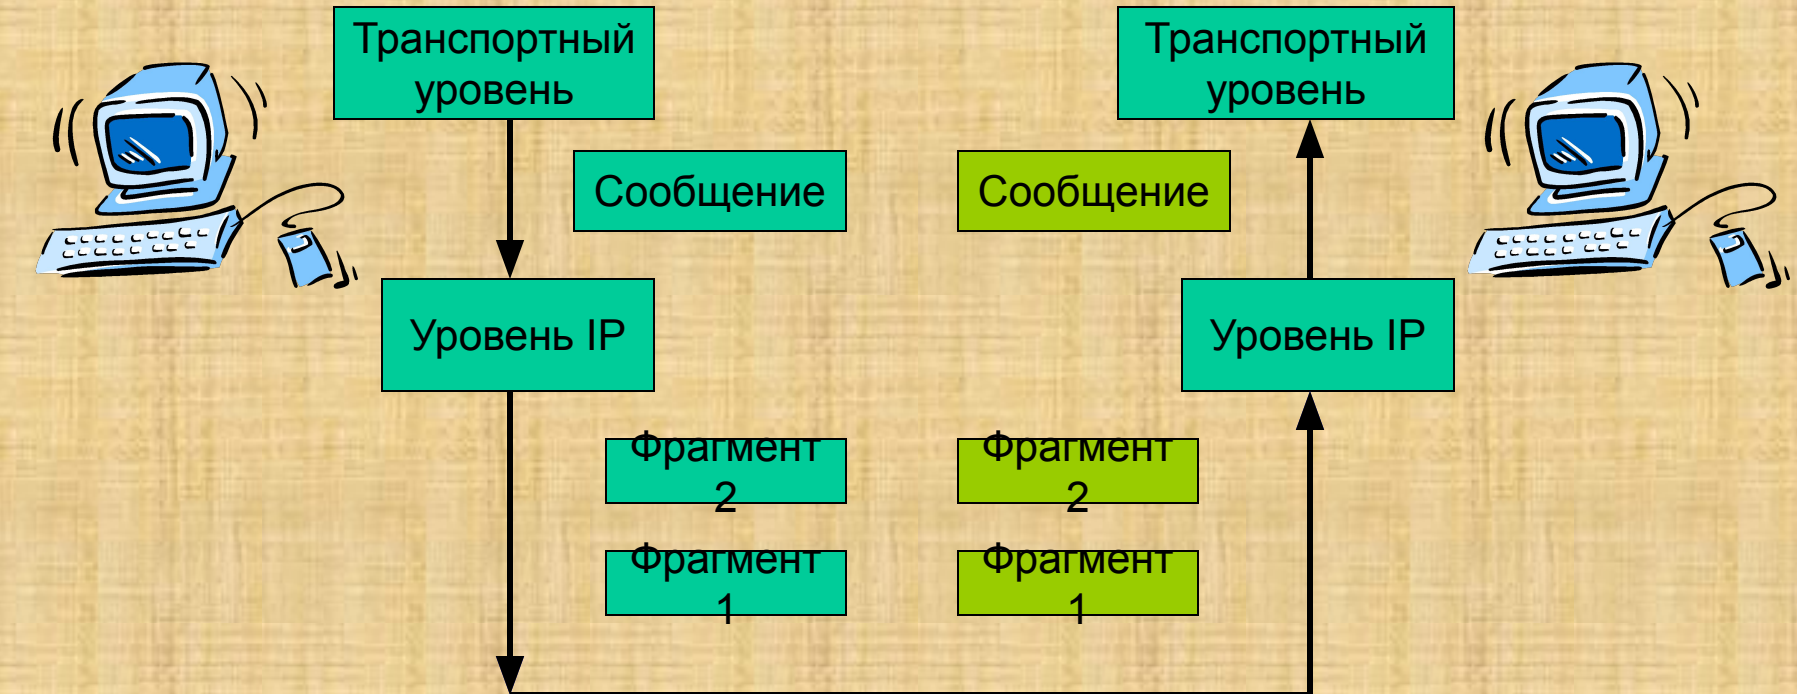 Транспортный
уровень
Транспортный
уровень
Сообщение
Сообщение
Уровень IP
Уровень IP
Фрагмент
2
Фрагмент
2
Фрагмент
1
Фрагмент
1